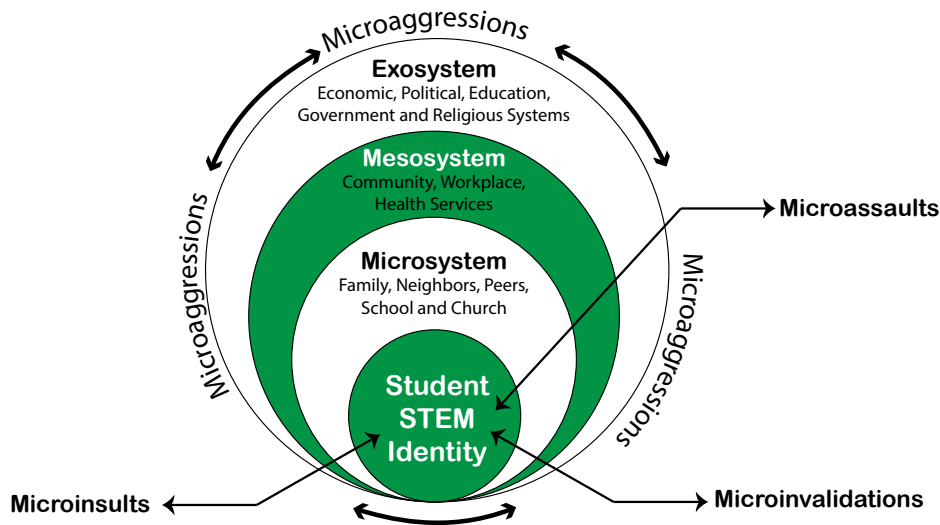 Microaggressions
Exosystem
Economic, Political, Education,
Government and Religious Systems
Mesosystem
Community, Workplace,
Health Services
Microassaults
Microaggressions
Microaggressions
Microsystem
Family, Neighbors, Peers,
School and Church
Student
STEM
Identity
Microinsults
Microinvalidations